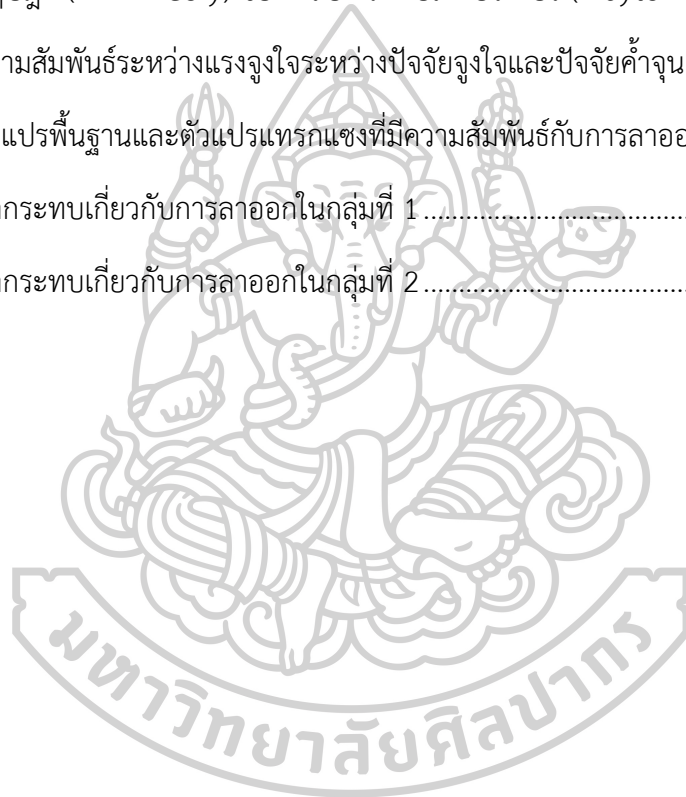 ามสัมพันธ์ระหว่างแรงจูงใจระหว่างปัจจัยจูงใจและปัจจัยค้ำจุน
แปรพื้นฐานและตัวแปรแทรกแซงที่มีความสัมพันธ์กับการลาออ
กระทบเกี่ยวกับการลาออกในกลุ่มที่ 1 ........................................
กระทบเกี่ยวกับการลาออกในกลุ่มที่ 2 ........................................
มหาวิทยาลัยศิลปากร